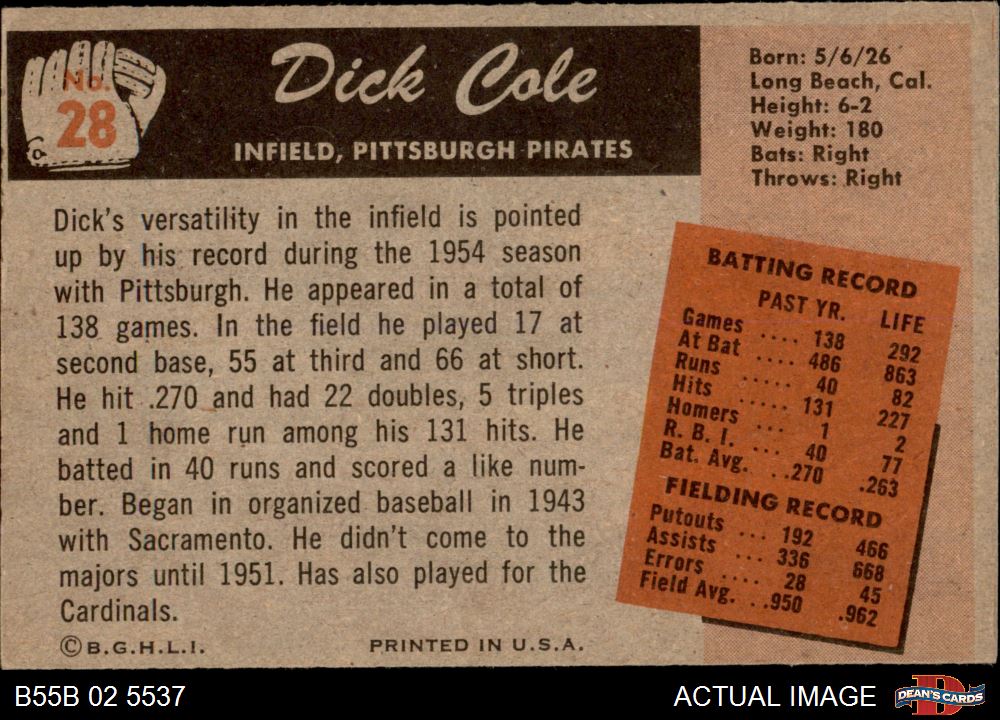 No.
28
Dick Cole
INFIELD, PITTSBURGH PIRATES
Born: 5/6/26
Long Beach, Cal.
Height: 6-2
Weight: 180
Bats: Right
Throws: Right
Dick's versatility in the infield is pointed
up by his record during the 1954 season
with Pittsburgh. He appeared in a total of
138 games. In the field he played 17 at
second base, 55 at third and 66 at short.
He hit .270 and had 22 doubles, 5 triples
and 1 home run among his 131 hits. He
batted in 40 runs and scored a like num-
ber. Began in organized baseball in 1943
with Sacramento. He didn't come to the
majors until 1951. Has also played for the
Cardinals.
BATTING RECORD
PAST YR. LIFE
Games .... 138 292
At Bat .... 486 863
Runs ..... 40 82
Hits ..... 131 227
Homers ... 1 2
R. B. I. ... 40 77
Bat. Avg. .. .270 .263
FIELDING RECORD
Putouts ... 192 466
Assists ... 336 668
Errors .... 28 45
Field Avg. . .950 .962
© B.G.H.L.I. PRINTED IN U.S.A.
B55B 02 5537 ACTUAL IMAGE DEAN'S CARDS